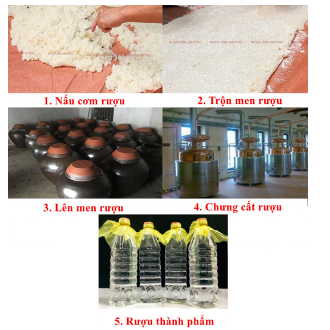 1. Nấu cơm rượu
2. Trộn men rượu
3. Lên men rượu
4. Chưng cất rượu
5. Rượu thành phẩm